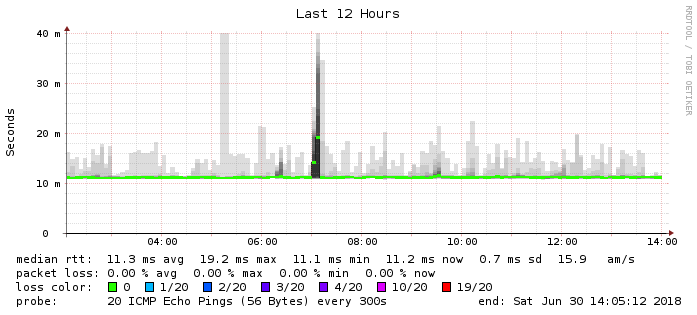 Last 12 Hours
RRDTOOL / TOBI OETIKER
Seconds
40 m
30 m
20 m
10 m
0
04:00 06:00 08:00 10:00 12:00 14:00
median rtt: 11.3 ms avg 19.2 ms max 11.1 ms min 11.2 ms now 0.7 ms sd 15.9 am/s
packet loss: 0.00 % avg 0.00 % max 0.00 % min 0.00 % now
loss color: 0 1/20 2/20 3/20 4/20 10/20 19/20
probe: 20 ICMP Echo Pings (56 Bytes) every 300s end: Sat Jun 30 14:05:12 2018